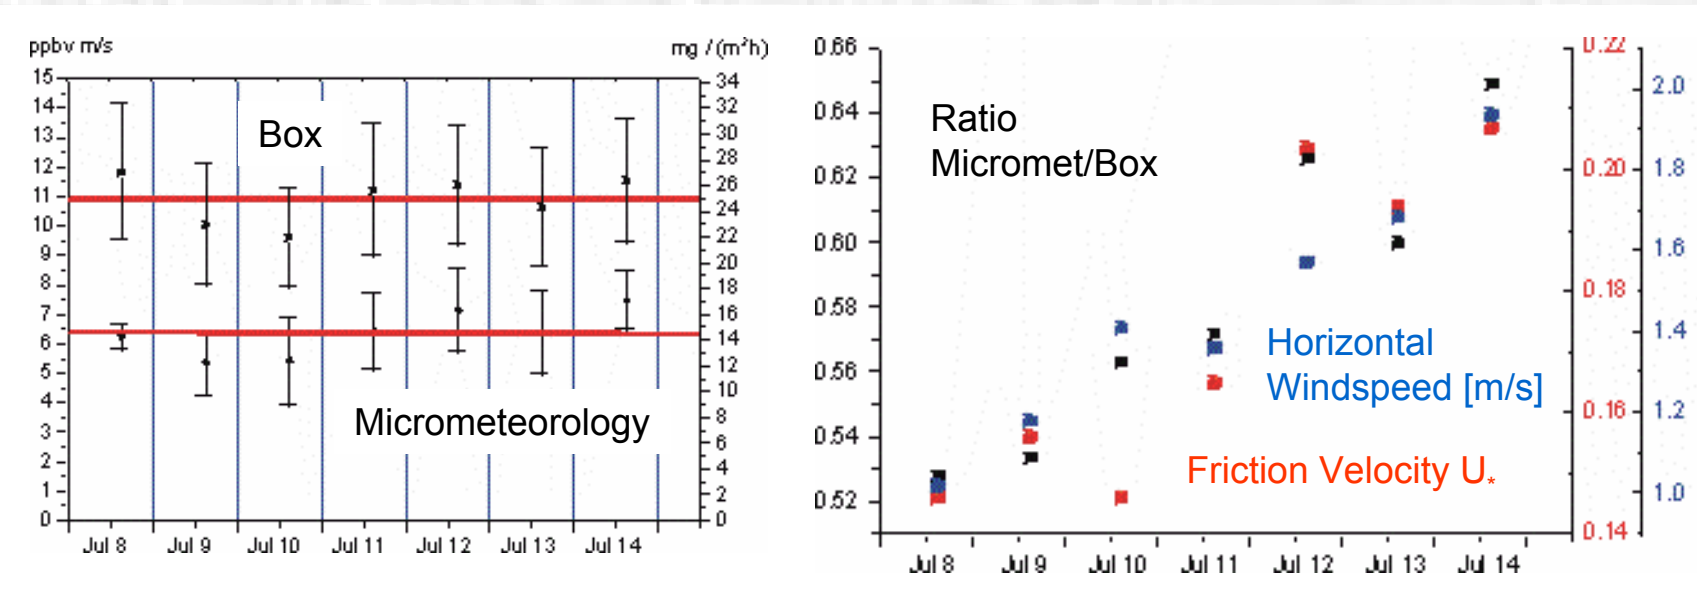 ppbv m/s
mg / (m²h)
15
14
13
12
11
10
9
8
7
6
5
4
3
2
1
0
34
32
30
28
26
24
22
20
18
16
14
12
10
8
6
4
2
0
Box
Micrometeorology
Jul 8
Jul 9
Jul 10
Jul 11
Jul 12
Jul 13
Jul 14
0.66
0.64
0.62
0.60
0.58
0.56
0.54
0.52
Ratio
Micromet/Box
Horizontal
Windspeed [m/s]
Friction Velocity U*
0.22
0.20
0.18
0.16
0.14
2.0
1.8
1.6
1.4
1.2
1.0
Jul 8
Jul 9
Jul 10
Jul 11
Jul 12
Jul 13
Jul 14